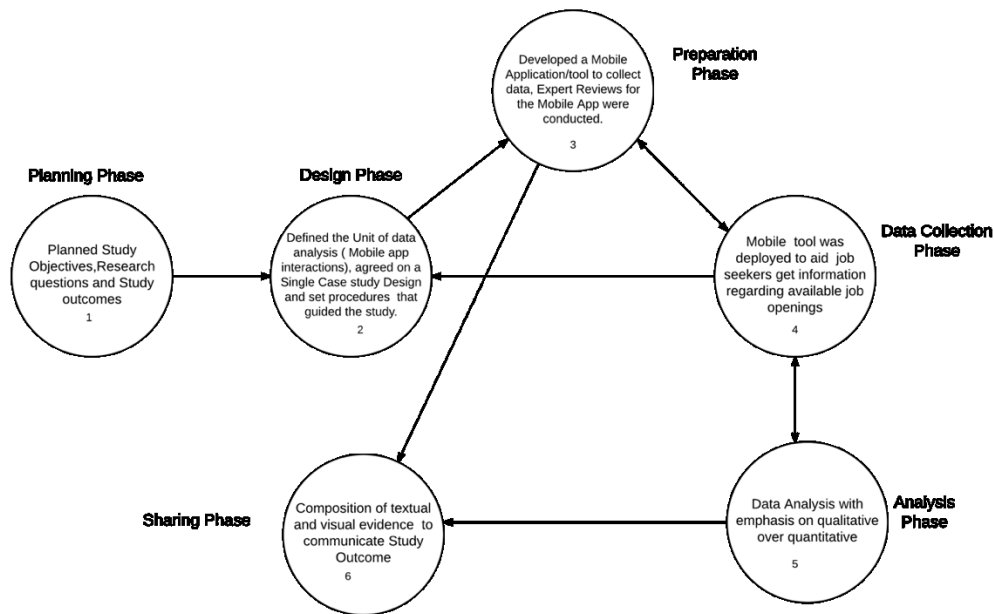 Planning Phase
Planned Study
Objectives,Research
questions and Study
outcomes
1
Design Phase
Defined the Unit of data
analysis ( Mobile app
interactions), agreed on a
Single Case study Design
and set procedures that
guided the study.
2
Preparation
Phase
Developed a Mobile
Application/tool to collect
data, Expert Reviews for
the Mobile App were
conducted.
3
Data Collection
Phase
Mobile tool was
deployed to aid job
seekers get information
regarding available job
openings
4
Analysis
Phase
Data Analysis with
emphasis on qualitative
over quantitative
5
Sharing Phase
Composition of textual
and visual evidence to
communicate Study
Outcome
6